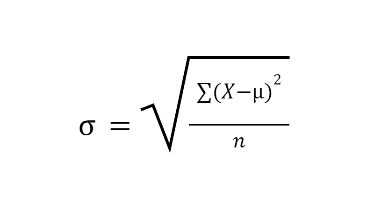 σ = √(∑(X−μ)² / n)